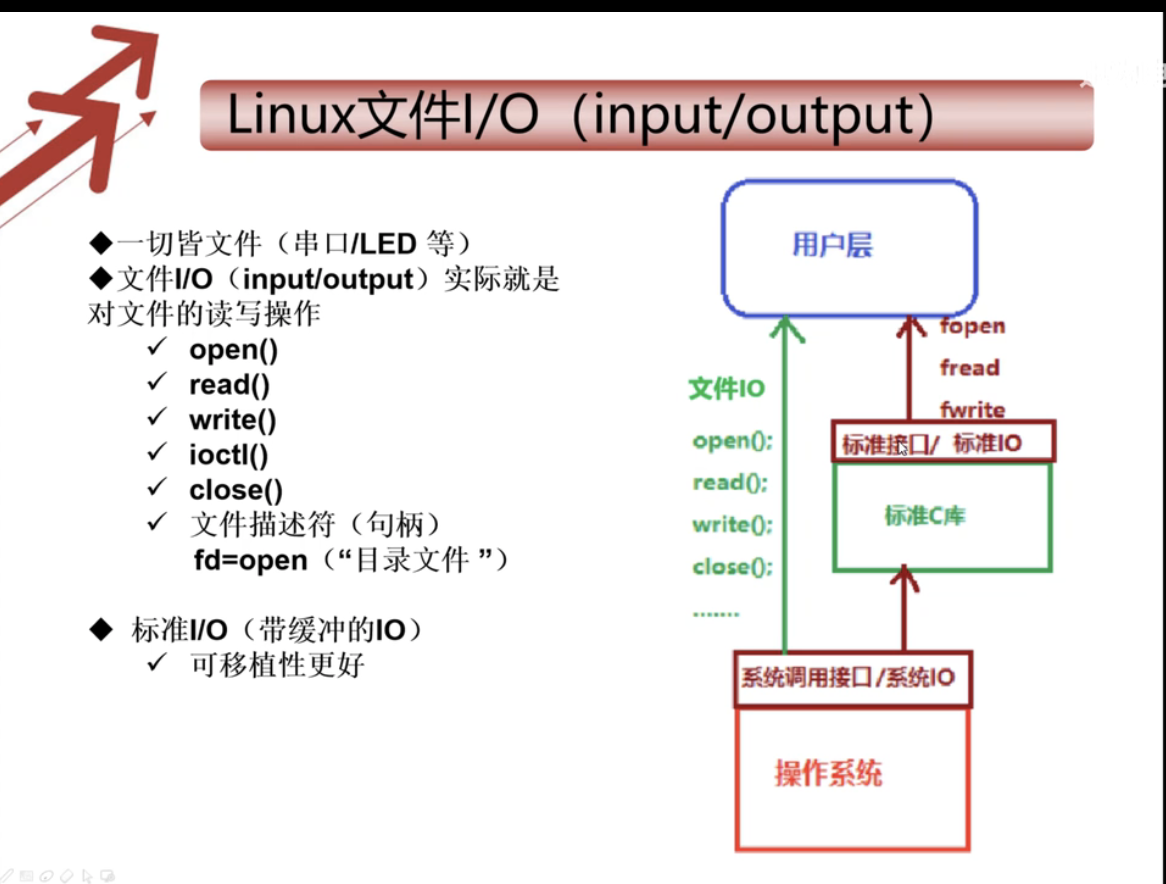 Linux文件I/O（input/output）
◆一切皆文件（串口/LED 等）
◆文件I/O（input/output）实际就是
对文件的读写操作
✓ open()
✓ read()
✓ write()
✓ ioctl()
✓ close()
✓ 文件描述符（句柄）
fd=open（“目录文件 ”）
◆ 标准I/O（带缓冲的IO）
✓ 可移植性更好
用户层
fopen
fread
fwrite
文件IO
open();
read();
write();
close();
.......
标准接口/ 标准IO
标准C库
系统调用接口/系统IO
操作系统